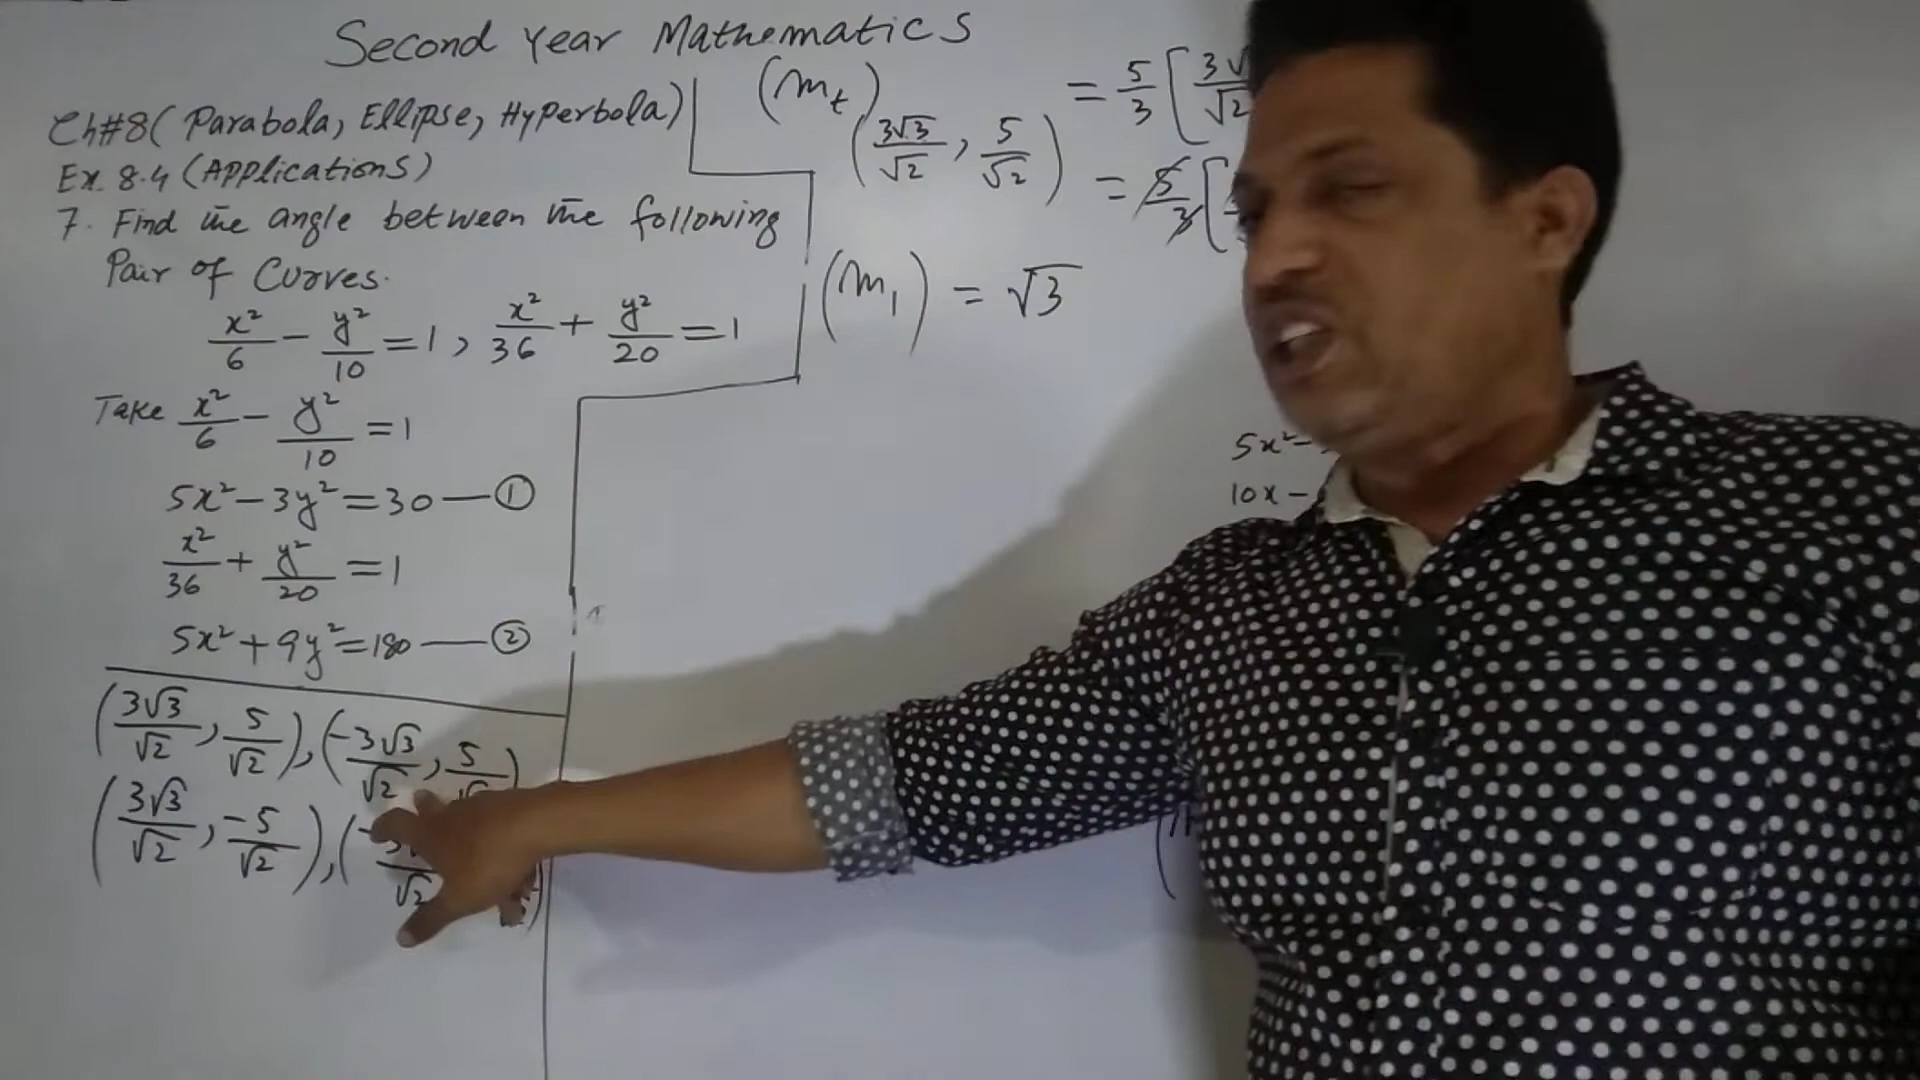 Second Year Mathematics
Ch#8 (Parabola, Ellipse, Hyperbola)
Ex. 8.4 (Applications)
7. Find the angle between the following
Pair of Curves.
x²/6 - y²/10 = 1, x²/36 + y²/20 = 1
Take x²/6 - y²/10 = 1
5x² - 3y² = 30 — ①
x²/36 + y²/20 = 1
5x² + 9y² = 180 — ②
(3√3/√2, 5/√2), (-3√3/√2, 5
(3√3/√2, -5/√2), (
√2
(m_t) (3√3/√2, 5/√2) = 5/3 [3√
√2
= 5/3 [
(m₁) = √3
5x² -
10x -